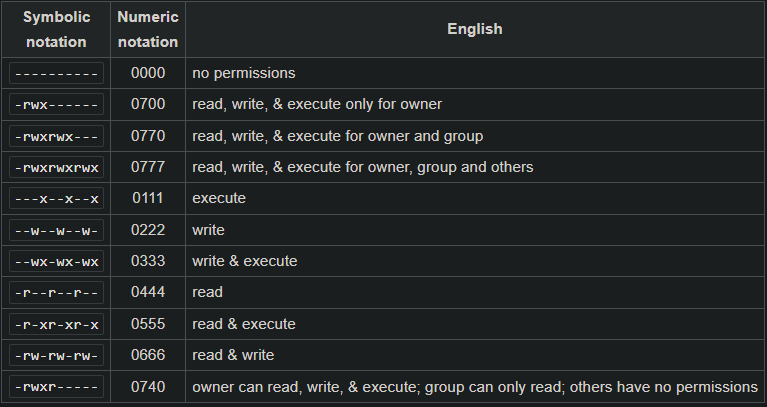 Symbolic notation Numeric notation English
---------- 0000 no permissions
-rwx------ 0700 read, write, & execute only for owner
-rwxrwx--- 0770 read, write, & execute for owner and group
-rwxrwxrwx 0777 read, write, & execute for owner, group and others
---x--x--x 0111 execute
--w--w--w- 0222 write
--wx-wx-wx 0333 write & execute
-r--r--r-- 0444 read
-r-xr-xr-x 0555 read & execute
-rw-rw-rw- 0666 read & write
-rwxr----- 0740 owner can read, write, & execute; group can only read; others have no permissions